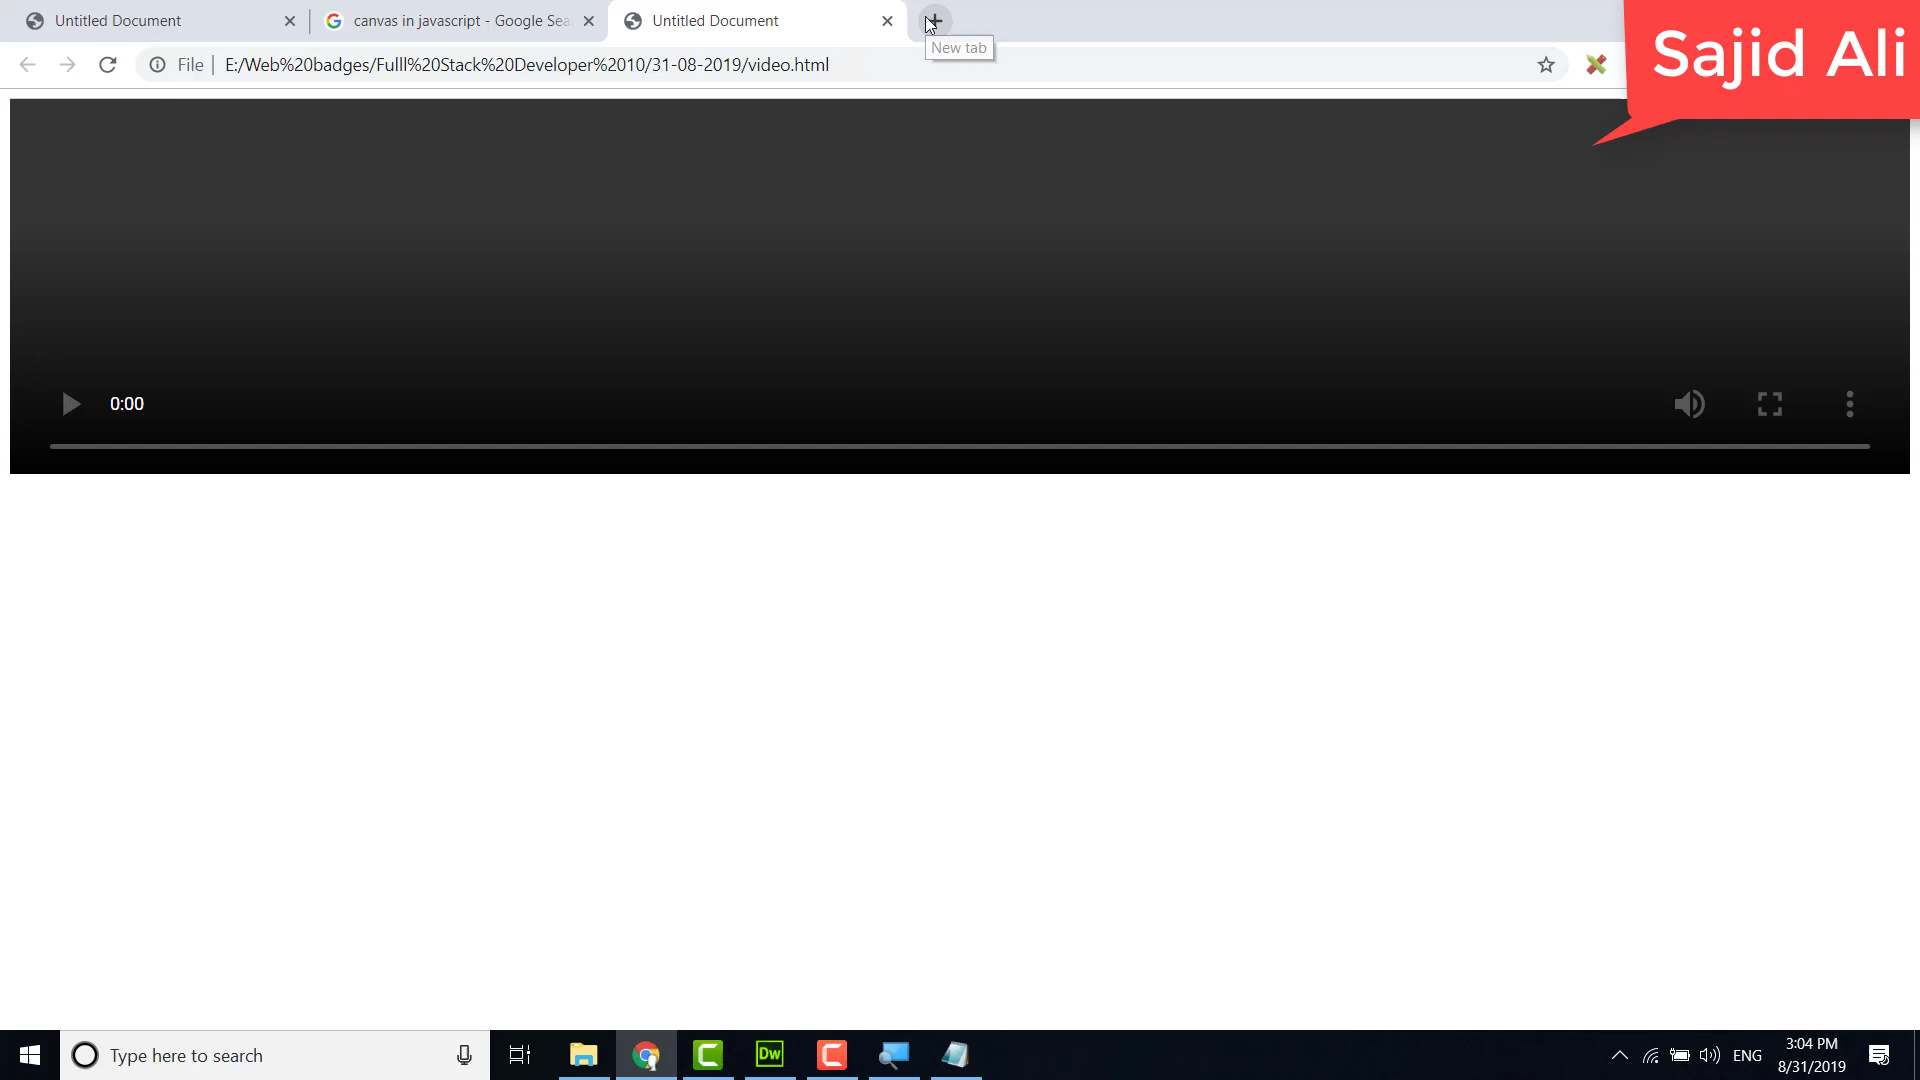 Untitled Document
canvas in javascript - Google Sea
Untitled Document
New tab
File
E:/Web%20badges/Fulll%20Stack%20Developer%2010/31-08-2019/video.html
Sajid Ali
0:00
Type here to search
Dw
ENG
3:04 PM
8/31/2019